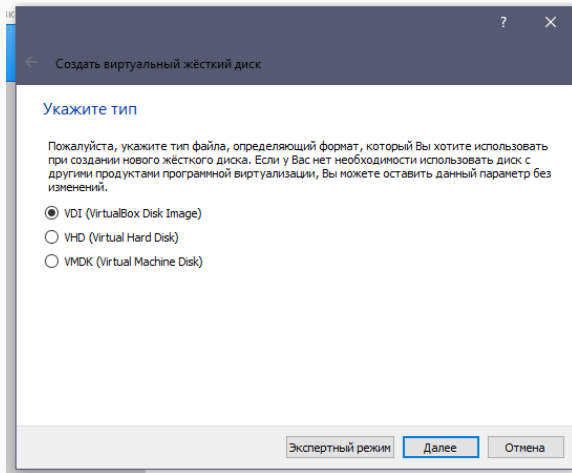 Создать виртуальный жёсткий диск
Укажите тип
Пожалуйста, укажите тип файла, определяющий формат, который Вы хотите использовать
при создании нового жёсткого диска. Если у Вас нет необходимости использовать диск с
другими продуктами программной виртуализации, Вы можете оставить данный параметр без
изменений.
VDI (VirtualBox Disk Image)
VHD (Virtual Hard Disk)
VMDK (Virtual Machine Disk)
Экспертный режим Далее Отмена